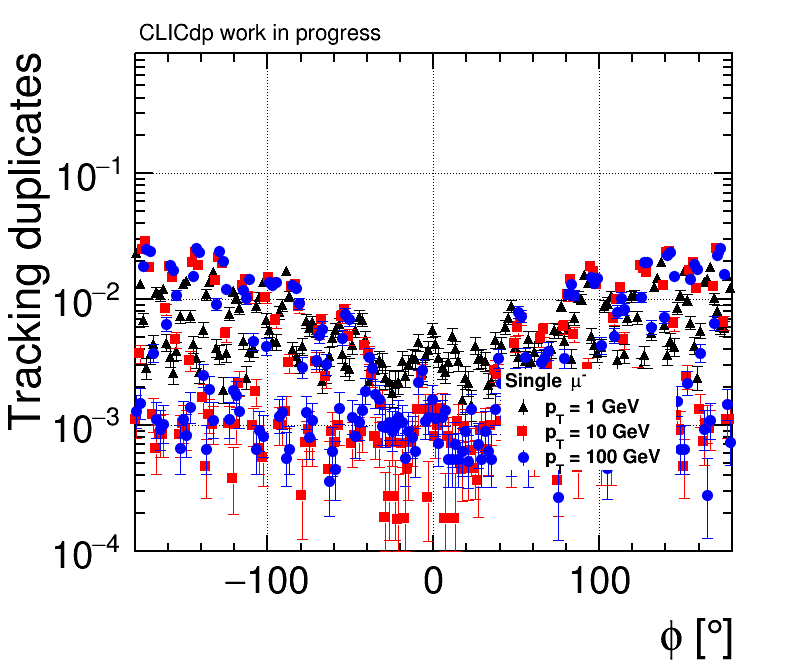 CLICdp work in progress
Tracking duplicates
10⁻¹
10⁻²
10⁻³
10⁻⁴
Single μ⁻
p_T = 1 GeV
p_T = 10 GeV
p_T = 100 GeV
−100 0 100
ϕ [°]